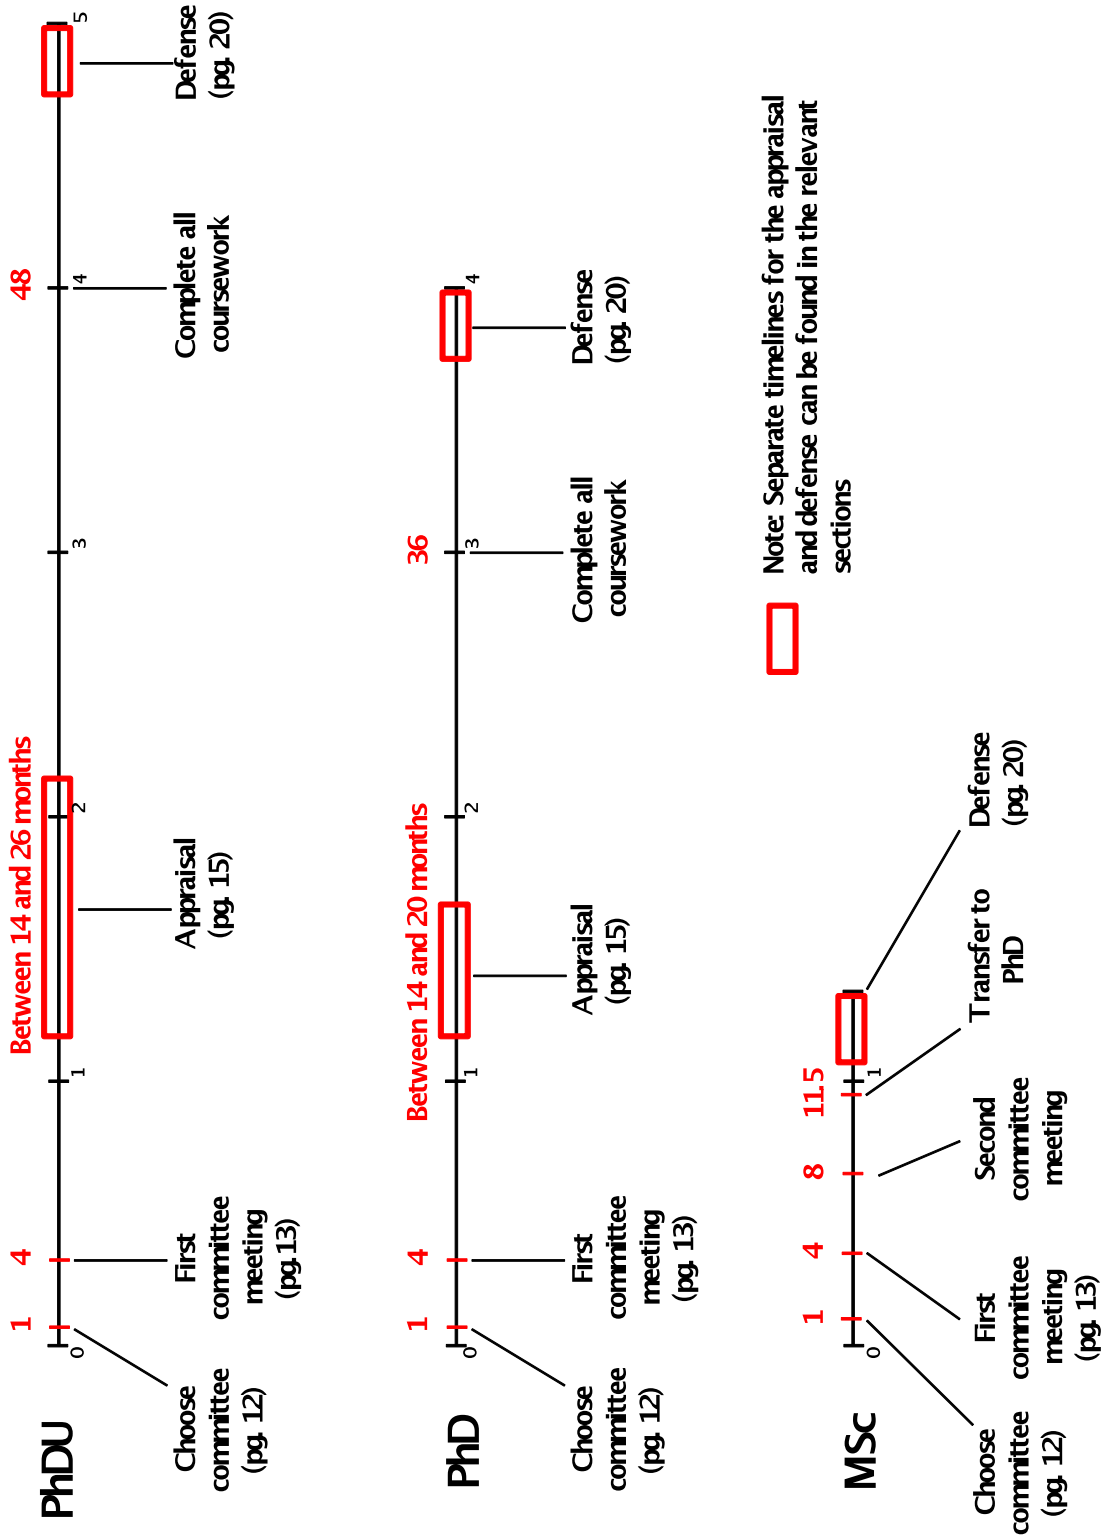 PhDU
1
4
Between 14 and 26 months
48
0
1
2
3
4
5
Choose
committee
(pg. 12)
First
committee
meeting
(pg.13)
Appraisal
(pg. 15)
Complete all
coursework
Defense
(pg. 20)
PhD
1
4
Between 14 and 20 months
36
0
1
2
3
4
Choose
committee
(pg. 12)
First
committee
meeting
(pg. 13)
Appraisal
(pg. 15)
Complete all
coursework
Defense
(pg. 20)
Note: Separate timelines for the appraisal
and defense can be found in the relevant
sections
MSc
1
4
8
11.5
0
1
Choose
committee
(pg. 12)
First
committee
meeting
(pg. 13)
Second
committee
meeting
Transfer to
PhD
Defense
(pg. 20)